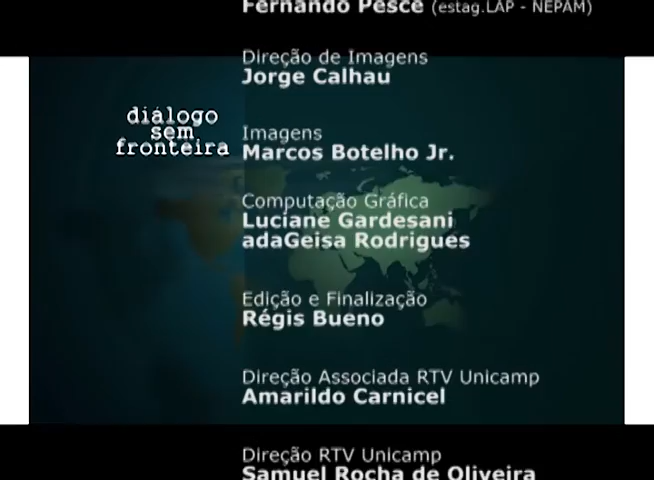 Fernando Pesce (estag.LAP - NEPAM)
Direção de Imagens
Jorge Calhau
diálogo
sem
fronteira
Imagens
Marcos Botelho Jr.
Computação Gráfica
Luciane Gardesani
adaGeisa Rodrigues
Edição e Finalização
Régis Bueno
Direção Associada RTV Unicamp
Amarildo Carnicel
Direção RTV Unicamp
Samuel Rocha de Oliveira